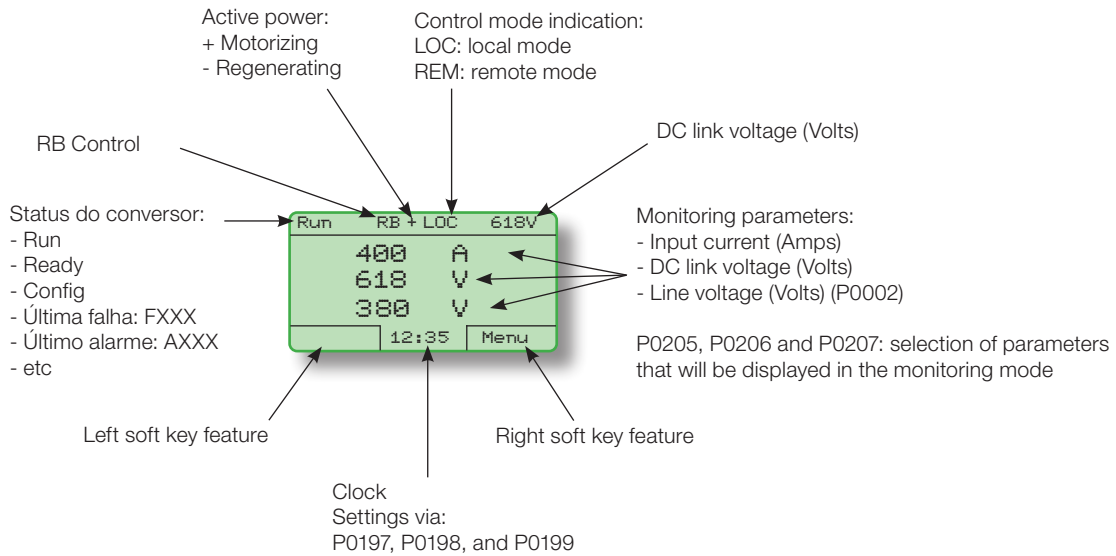 Active power:
+ Motorizing
- Regenerating
Control mode indication:
LOC: local mode
REM: remote mode
RB Control
DC link voltage (Volts)
Status do conversor:
- Run
- Ready
- Config
- Última falha: FXXX
- Último alarme: AXXX
- etc
Run RB + LOC 618V
400 A
618 V
380 V
12:35 Menu
Monitoring parameters:
- Input current (Amps)
- DC link voltage (Volts)
- Line voltage (Volts) (P0002)
P0205, P0206 and P0207: selection of parameters
that will be displayed in the monitoring mode
Left soft key feature
Right soft key feature
Clock
Settings via:
P0197, P0198, and P0199